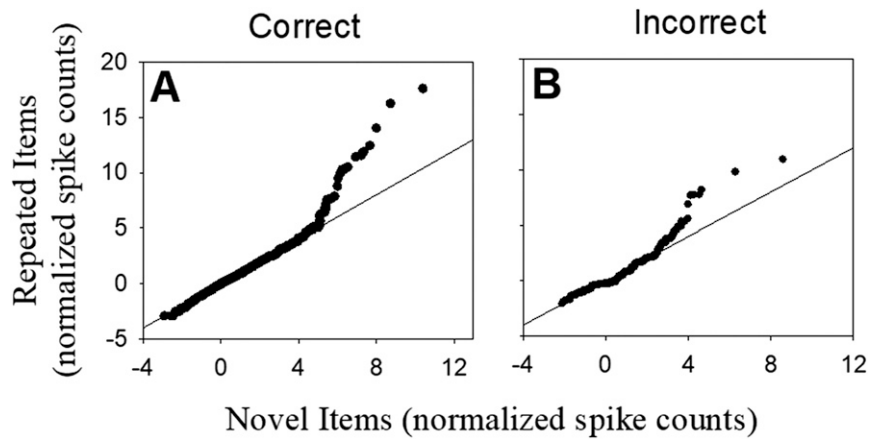 Correct
Incorrect
A
B
20
15
10
5
0
-5
-4
0
4
8
12
-4
0
4
8
12
Repeated Items
(normalized spike counts)
Novel Items (normalized spike counts)